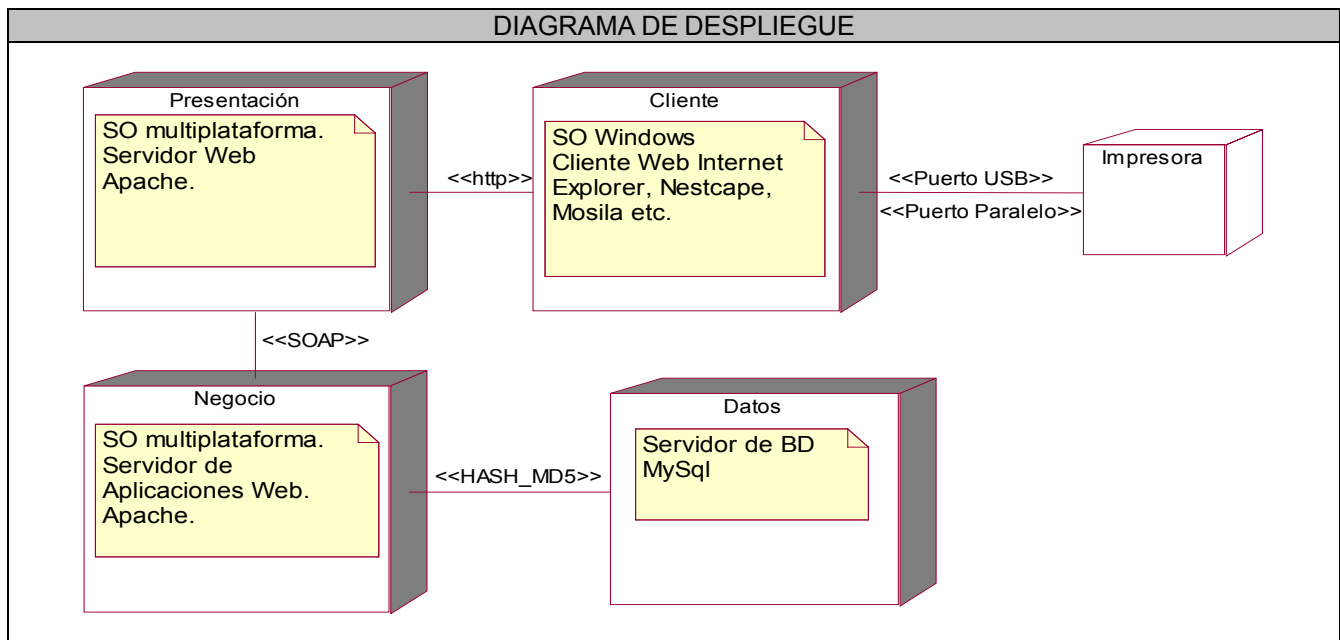 DIAGRAMA DE DESPLIEGUE
Presentación
SO multiplataforma.
Servidor Web
Apache.
<<http>>
Cliente
SO Windows
Cliente Web Internet
Explorer, Nestcape,
Mosila etc.
<<Puerto USB>>
<<Puerto Paralelo>>
Impresora
<<SOAP>>
Negocio
SO multiplataforma.
Servidor de
Aplicaciones Web.
Apache.
<<HASH_MD5>>
Datos
Servidor de BD
MySql